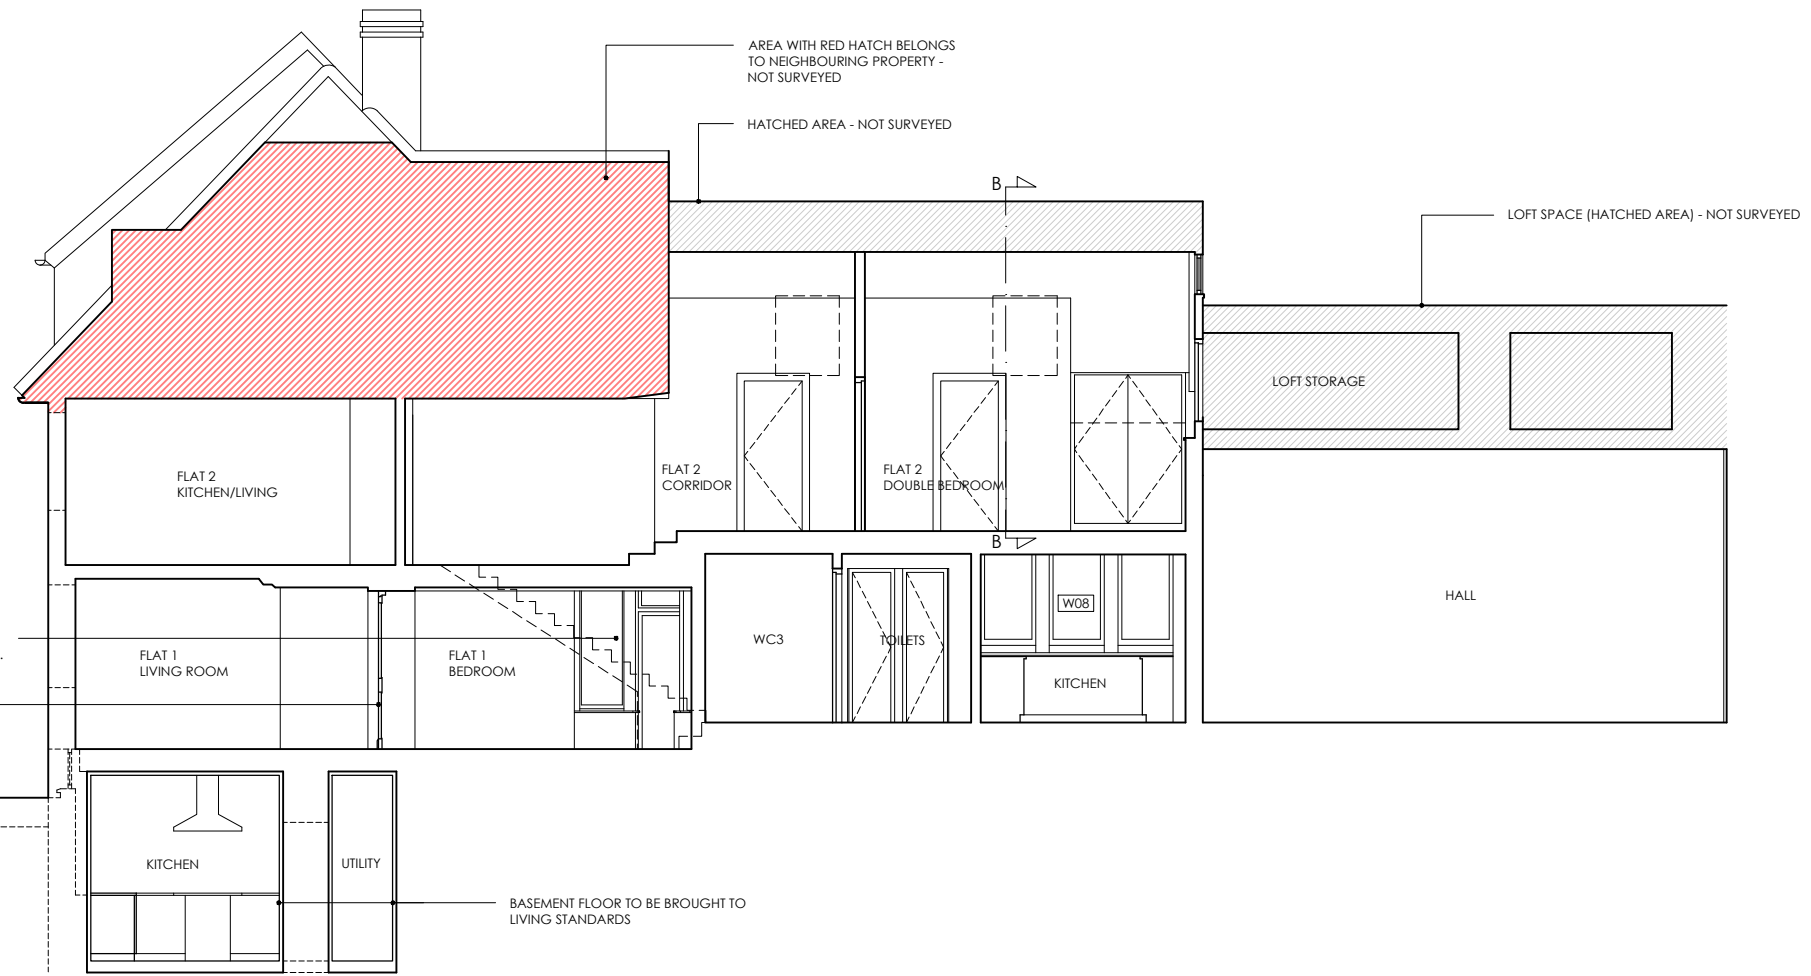 AREA WITH RED HATCH BELONGS
TO NEIGHBOURING PROPERTY -
NOT SURVEYED
HATCHED AREA - NOT SURVEYED
B
LOFT SPACE (HATCHED AREA) - NOT SURVEYED
LOFT STORAGE
FLAT 2
KITCHEN/LIVING
FLAT 2
CORRIDOR
FLAT 2
DOUBLE BEDROOM
B
HALL
W08
WC3
TOILETS
FLAT 1
LIVING ROOM
FLAT 1
BEDROOM
.
KITCHEN
KITCHEN
UTILITY
BASEMENT FLOOR TO BE BROUGHT TO
LIVING STANDARDS